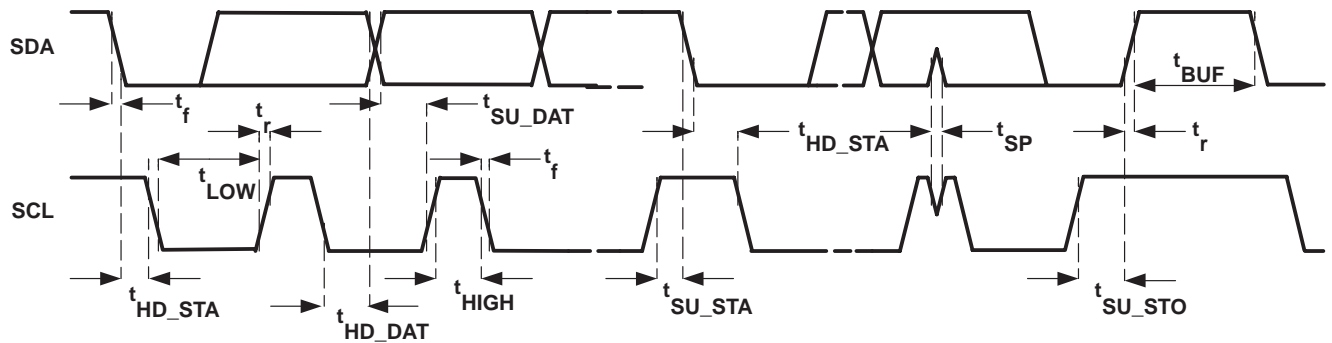 SDA
t_BUF
t_f
t_r
t_SU_DAT
t_HD_STA
t_SP
t_r
t_f
t_LOW
SCL
t_HD_STA
t_HD_DAT
t_HIGH
t_SU_STA
t_SU_STO